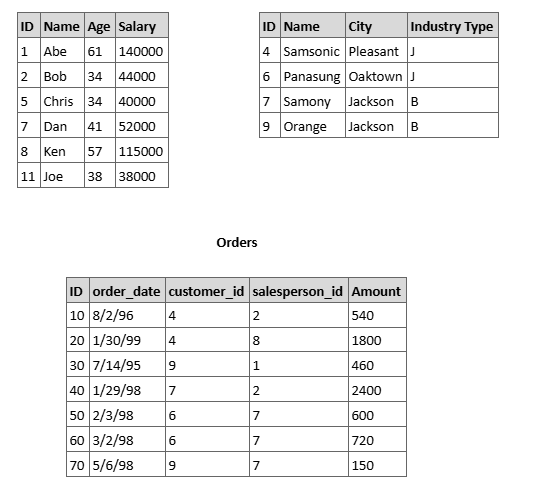 ID Name Age Salary
1 Abe 61 140000
2 Bob 34 44000
5 Chris 34 40000
7 Dan 41 52000
8 Ken 57 115000
11 Joe 38 38000
ID Name City Industry Type
4 Samsonic Pleasant J
6 Panasung Oaktown J
7 Samony Jackson B
9 Orange Jackson B
Orders
ID order_date customer_id salesperson_id Amount
10 8/2/96 4 2 540
20 1/30/99 4 8 1800
30 7/14/95 9 1 460
40 1/29/98 7 2 2400
50 2/3/98 6 7 600
60 3/2/98 6 7 720
70 5/6/98 9 7 150